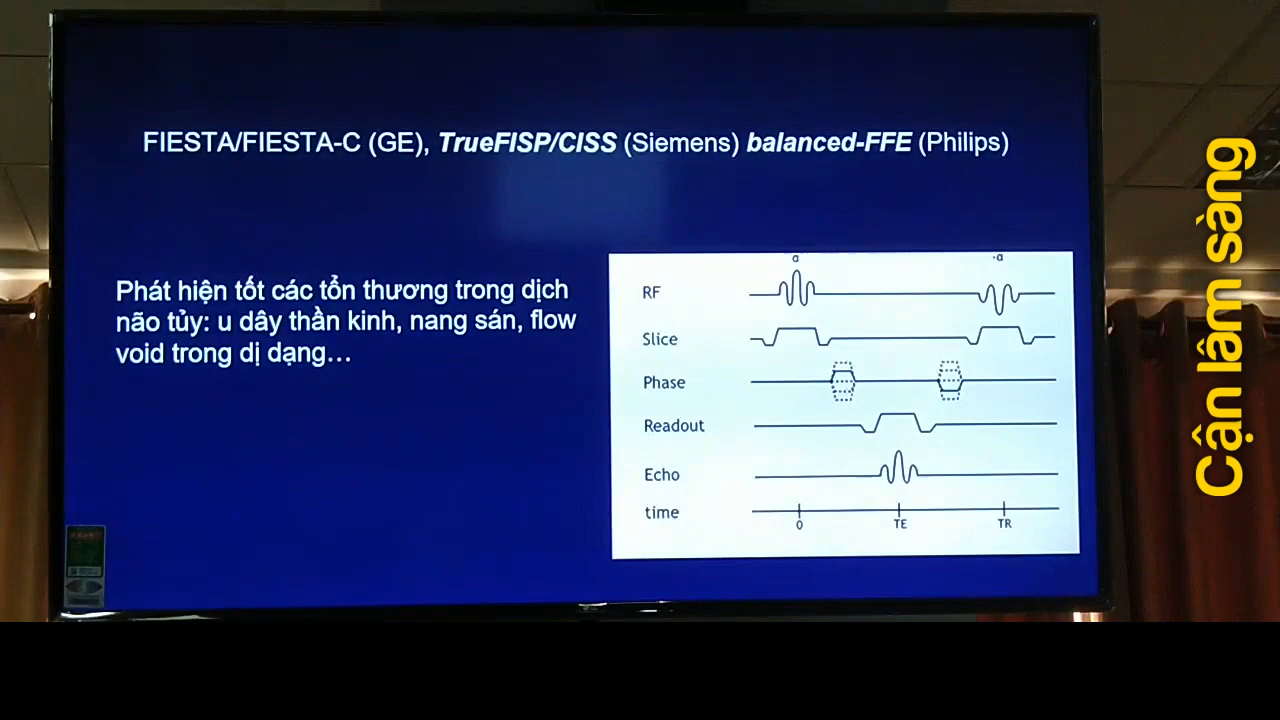 FIESTA/FIESTA-C (GE), TrueFISP/CISS (Siemens) balanced-FFE (Philips)
Phát hiện tốt các tổn thương trong dịch
não tủy: u dây thần kinh, nang sán, flow
void trong dị dạng...
α
-α
RF
Slice
Phase
Readout
Echo
time
0
TE
TR
Cận lâm sàng